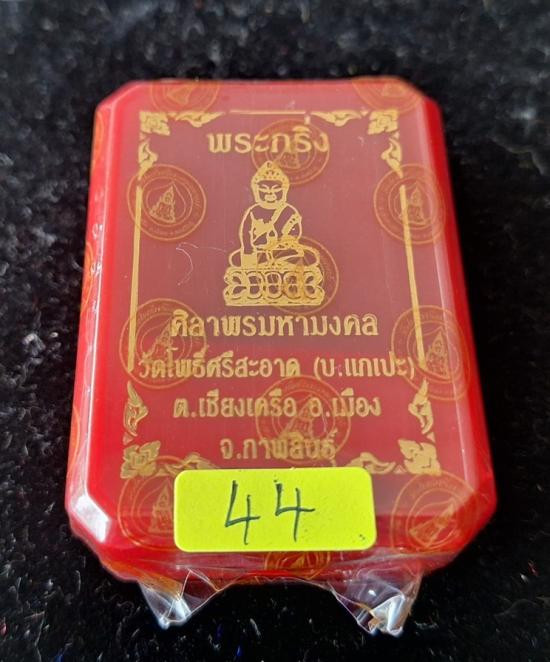 พระกริ่ง
ศิลาพรมหามงคล
วัดโพธิ์ศรีสะอาด (บ.แกเปะ)
ต.เชียงเครือ อ.เมือง
จ.กาฬสินธุ์
44